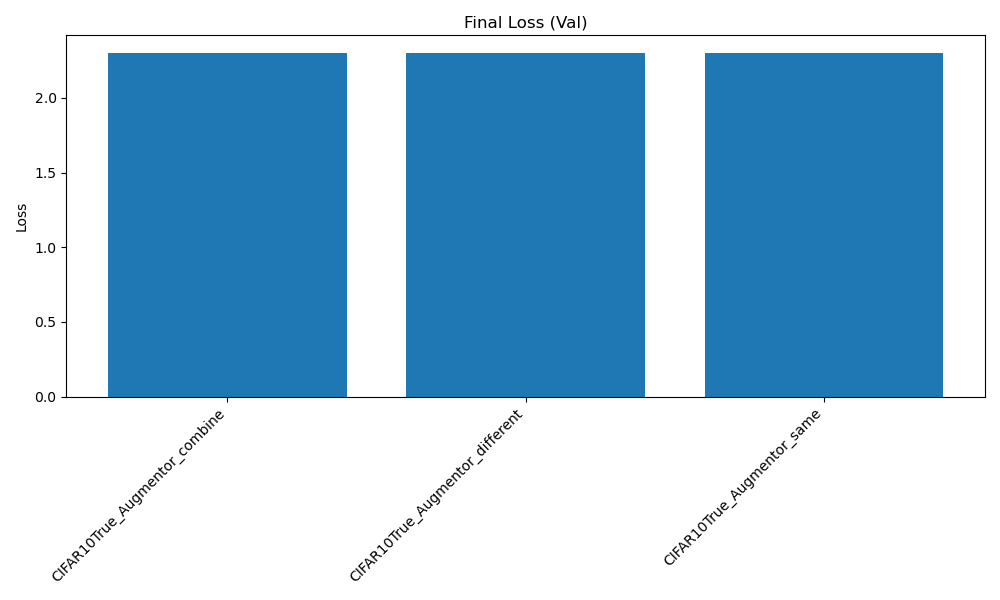 Final Loss (Val)
Loss
2.0
1.5
1.0
0.5
0.0
CIFAR10True_Augmentor_combine
CIFAR10True_Augmentor_different
CIFAR10True_Augmentor_same